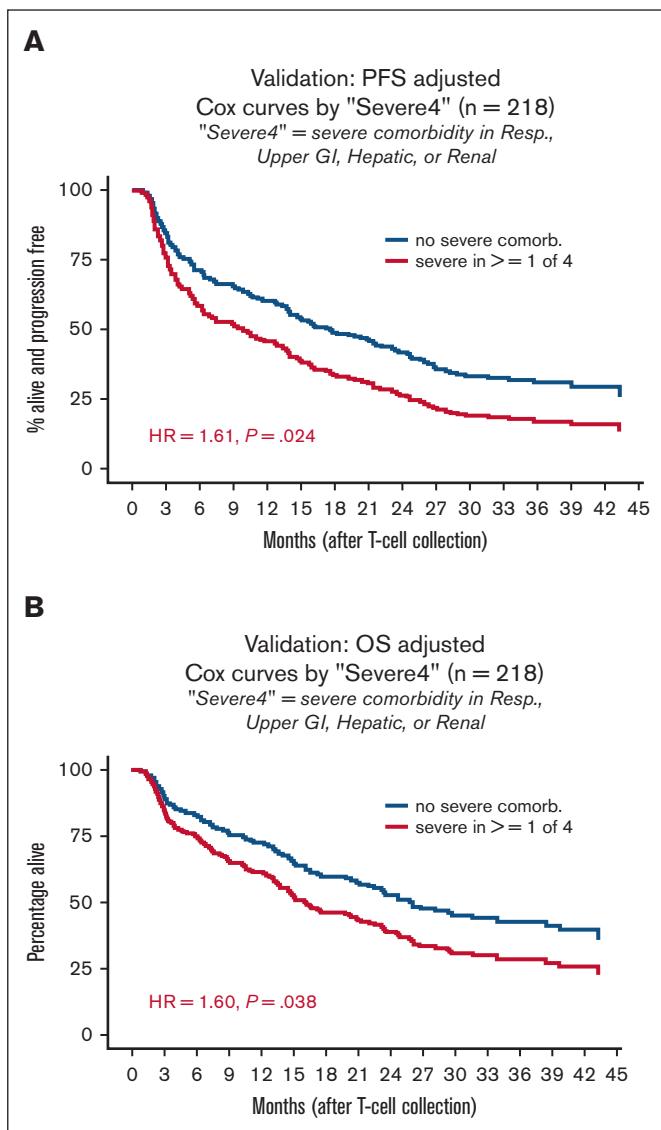 A
Validation: PFS adjusted
Cox curves by "Severe4" (n = 218)
"Severe4" = severe comorbidity in Resp.,
Upper GI, Hepatic, or Renal
% alive and progression free
100
75
50
25
0
no severe comorb.
severe in >= 1 of 4
HR = 1.61, P = .024
0 3 6 9 12 15 18 21 24 27 30 33 36 39 42 45
Months (after T-cell collection)
B
Validation: OS adjusted
Cox curves by "Severe4" (n = 218)
"Severe4" = severe comorbidity in Resp.,
Upper GI, Hepatic, or Renal
Percentage alive
100
75
50
25
0
no severe comorb.
severe in >= 1 of 4
HR = 1.60, P = .038
0 3 6 9 12 15 18 21 24 27 30 33 36 39 42 45
Months (after T-cell collection)